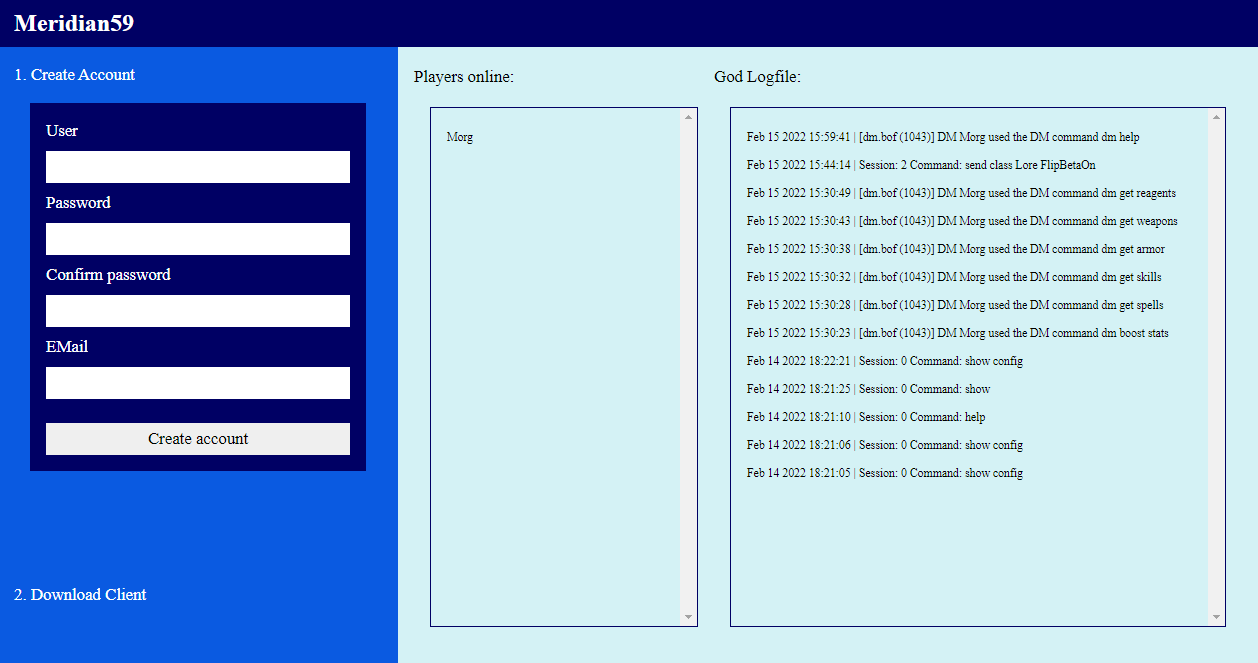 Meridian59
1. Create Account
User
Password
Confirm password
EMail
Create account
2. Download Client
Players online:
Morg
God Logfile:
Feb 15 2022 15:59:41 | [dm.bof (1043)] DM Morg used the DM command dm help
Feb 15 2022 15:44:14 | Session: 2 Command: send class Lore FlipBetaOn
Feb 15 2022 15:30:49 | [dm.bof (1043)] DM Morg used the DM command dm get reagents
Feb 15 2022 15:30:43 | [dm.bof (1043)] DM Morg used the DM command dm get weapons
Feb 15 2022 15:30:38 | [dm.bof (1043)] DM Morg used the DM command dm get armor
Feb 15 2022 15:30:32 | [dm.bof (1043)] DM Morg used the DM command dm get skills
Feb 15 2022 15:30:28 | [dm.bof (1043)] DM Morg used the DM command dm get spells
Feb 15 2022 15:30:23 | [dm.bof (1043)] DM Morg used the DM command dm boost stats
Feb 14 2022 18:22:21 | Session: 0 Command: show config
Feb 14 2022 18:21:25 | Session: 0 Command: show
Feb 14 2022 18:21:10 | Session: 0 Command: help
Feb 14 2022 18:21:06 | Session: 0 Command: show config
Feb 14 2022 18:21:05 | Session: 0 Command: show config